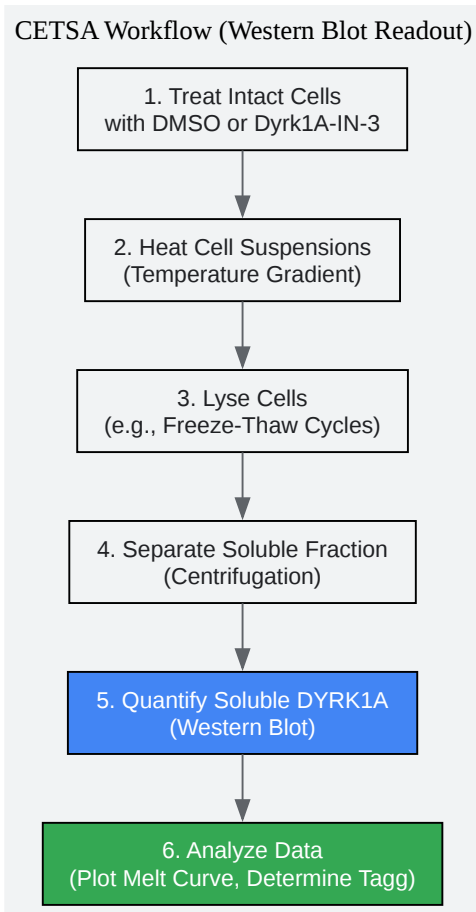 CETSA Workflow (Western Blot Readout)
1. Treat Intact Cells
with DMSO or Dyrk1A-IN-3
2. Heat Cell Suspensions
(Temperature Gradient)
3. Lyse Cells
(e.g., Freeze-Thaw Cycles)
4. Separate Soluble Fraction
(Centrifugation)
5. Quantify Soluble DYRK1A
(Western Blot)
6. Analyze Data
(Plot Melt Curve, Determine Tagg)